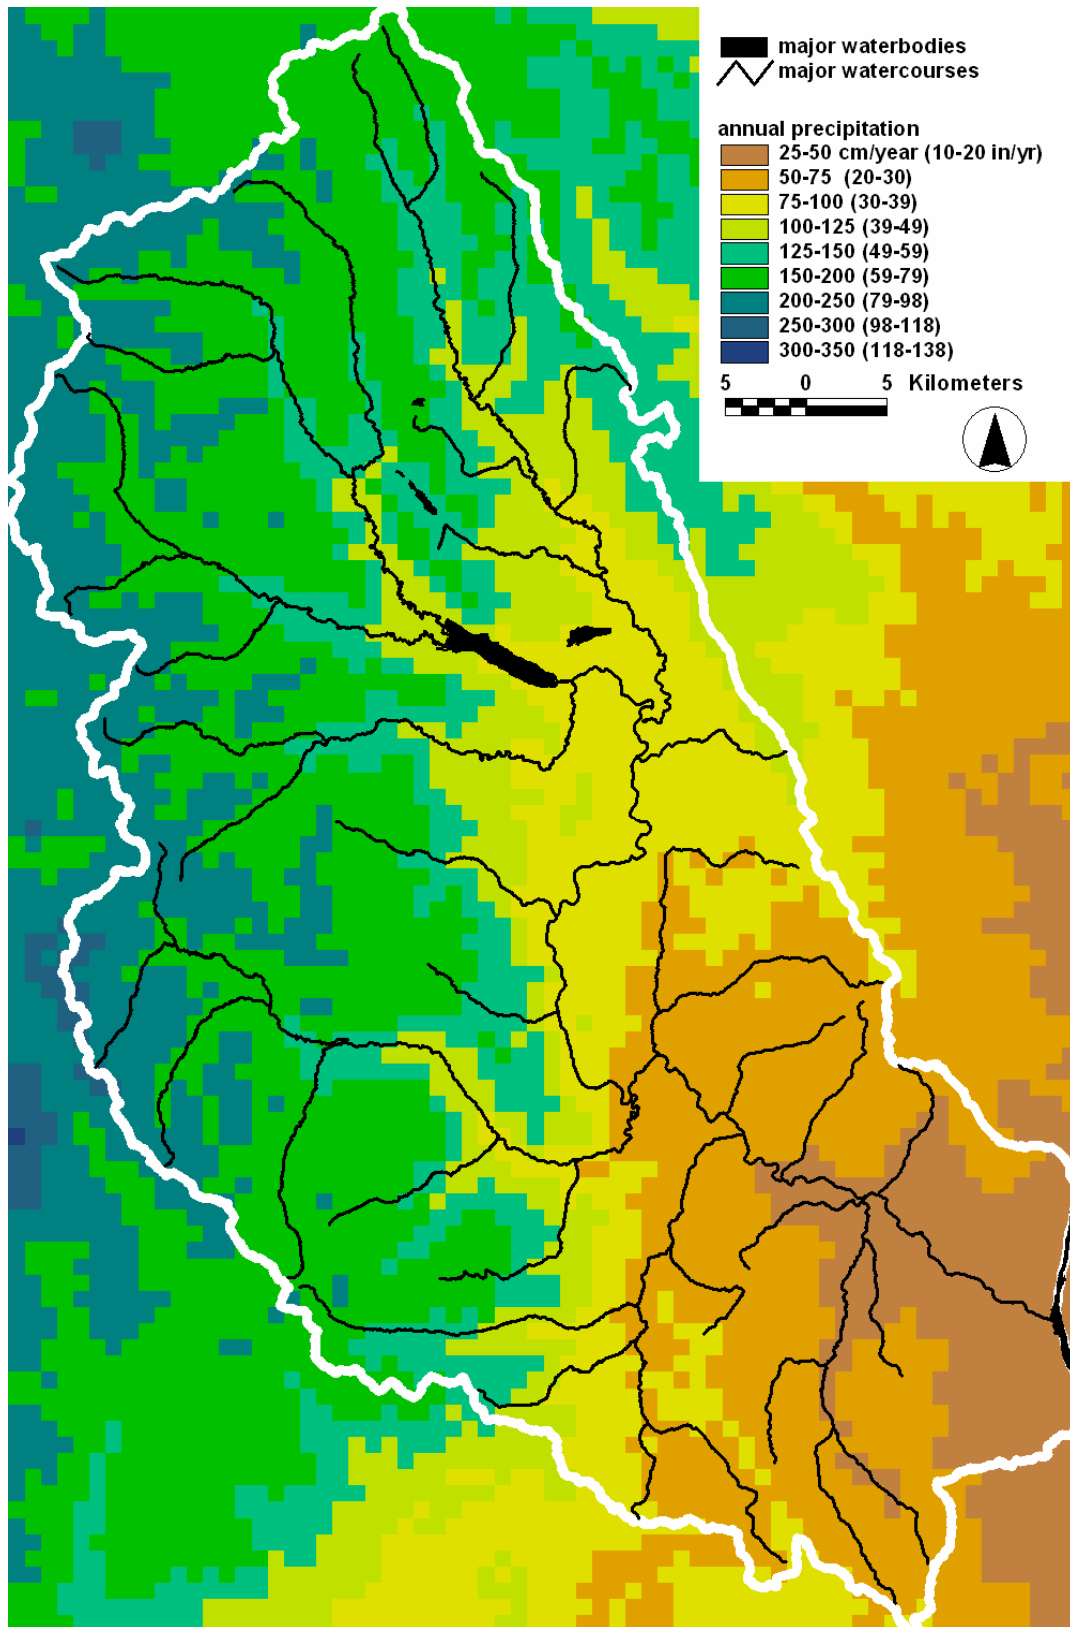 major waterbodies
major watercourses
annual precipitation
25-50 cm/year (10-20 in/yr)
50-75 (20-30)
75-100 (30-39)
100-125 (39-49)
125-150 (49-59)
150-200 (59-79)
200-250 (79-98)
250-300 (98-118)
300-350 (118-138)
5 0 5 Kilometers